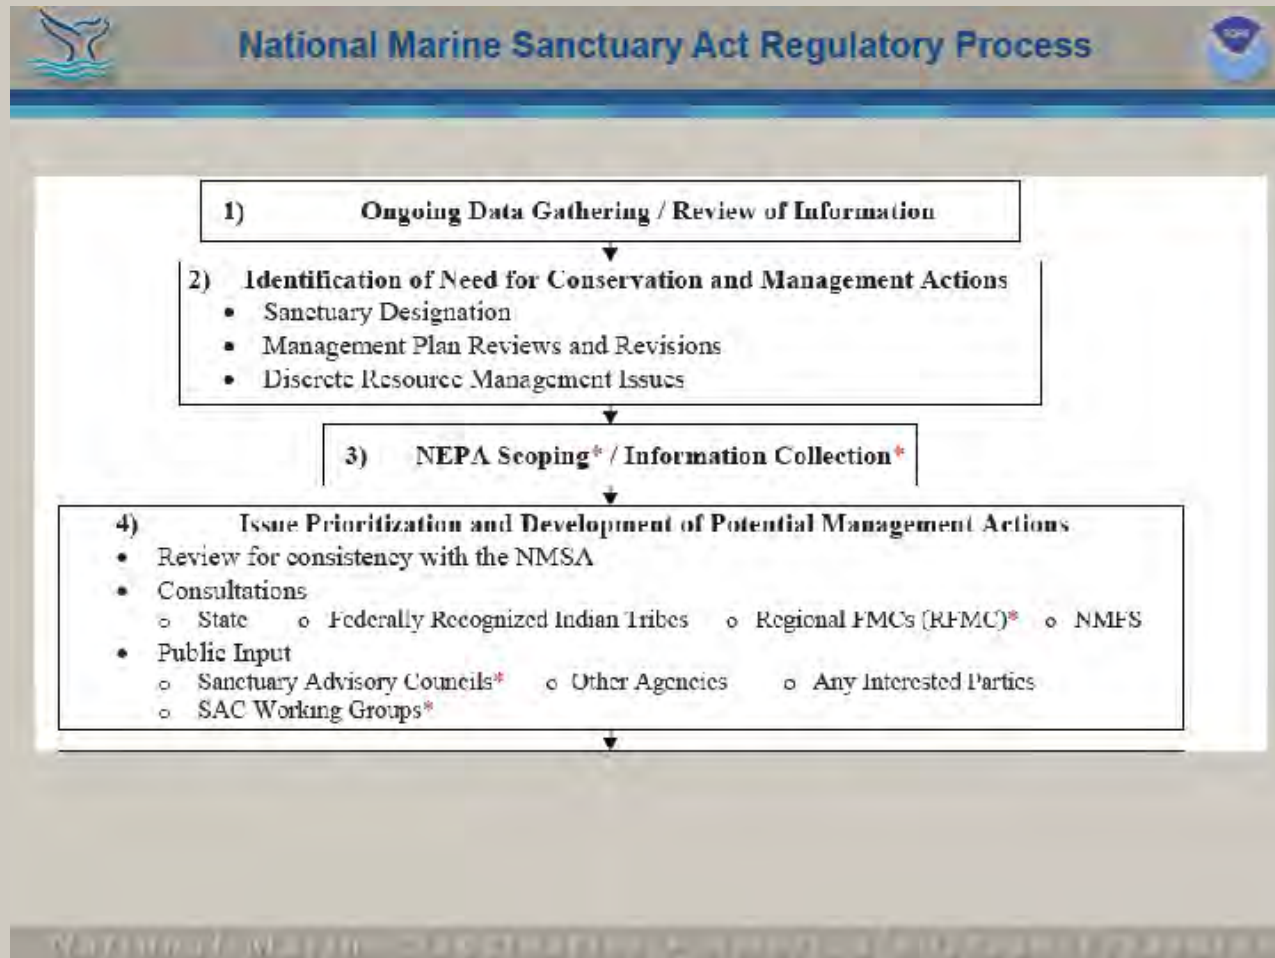 National Marine Sanctuary Act Regulatory Process
NOAA
1) Ongoing Data Gathering / Review of Information
2) Identification of Need for Conservation and Management Actions
• Sanctuary Designation
• Management Plan Reviews and Revisions
• Discrete Resource Management Issues
3) NEPA Scoping* / Information Collection*
4) Issue Prioritization and Development of Potential Management Actions
• Review for consistency with the NMSA
• Consultations
o State o Federally Recognized Indian Tribes o Regional FMCs (RFMC)* o NMFS
• Public Input
o Sanctuary Advisory Councils* o Other Agencies o Any Interested Parties
o SAC Working Groups*